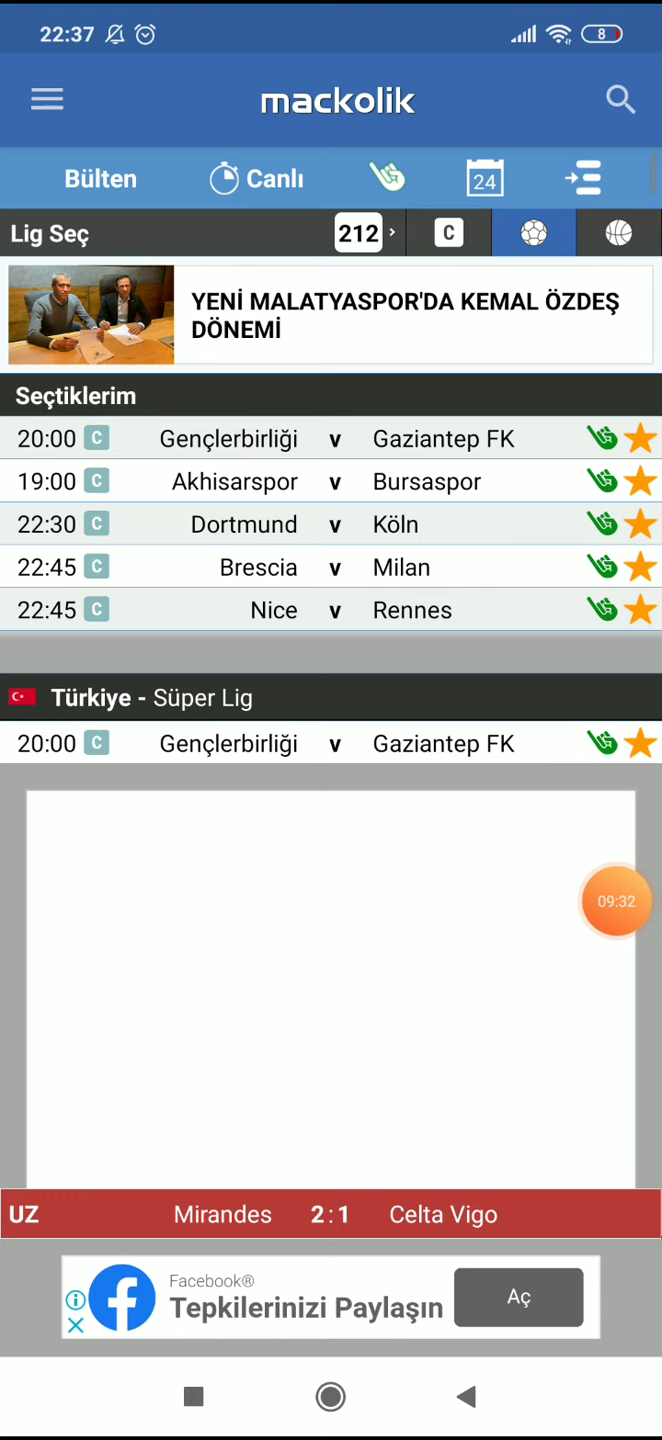 22:37 8
mackolik
Bülten Canlı 24
Lig Seç 212 › C
YENİ MALATYASPOR'DA KEMAL ÖZDEŞ
DÖNEMİ
Seçtiklerim
20:00 C Gençlerbirliği v Gaziantep FK
19:00 C Akhisarspor v Bursaspor
22:30 C Dortmund v Köln
22:45 C Brescia v Milan
22:45 C Nice v Rennes
Türkiye - Süper Lig
20:00 C Gençlerbirliği v Gaziantep FK
09:32
UZ Mirandes 2 : 1 Celta Vigo
Facebook®
Tepkilerinizi Paylaşın
Aç